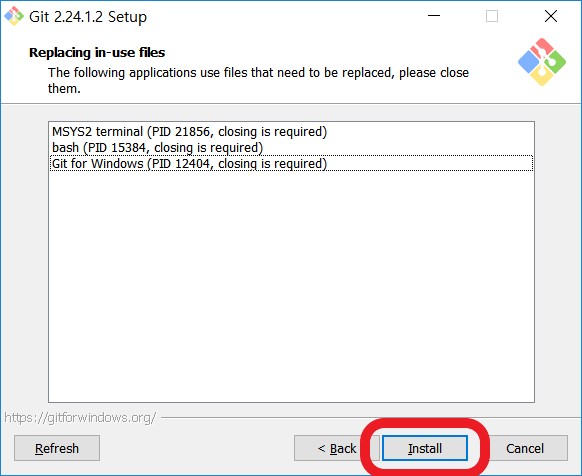 Git 2.24.1.2 Setup
Replacing in-use files
The following applications use files that need to be replaced, please close
them.
MSYS2 terminal (PID 21856, closing is required)
bash (PID 15384, closing is required)
Git for Windows (PID 12404, closing is required)
https://gitforwindows.org/
Refresh
< Back
Install
Cancel